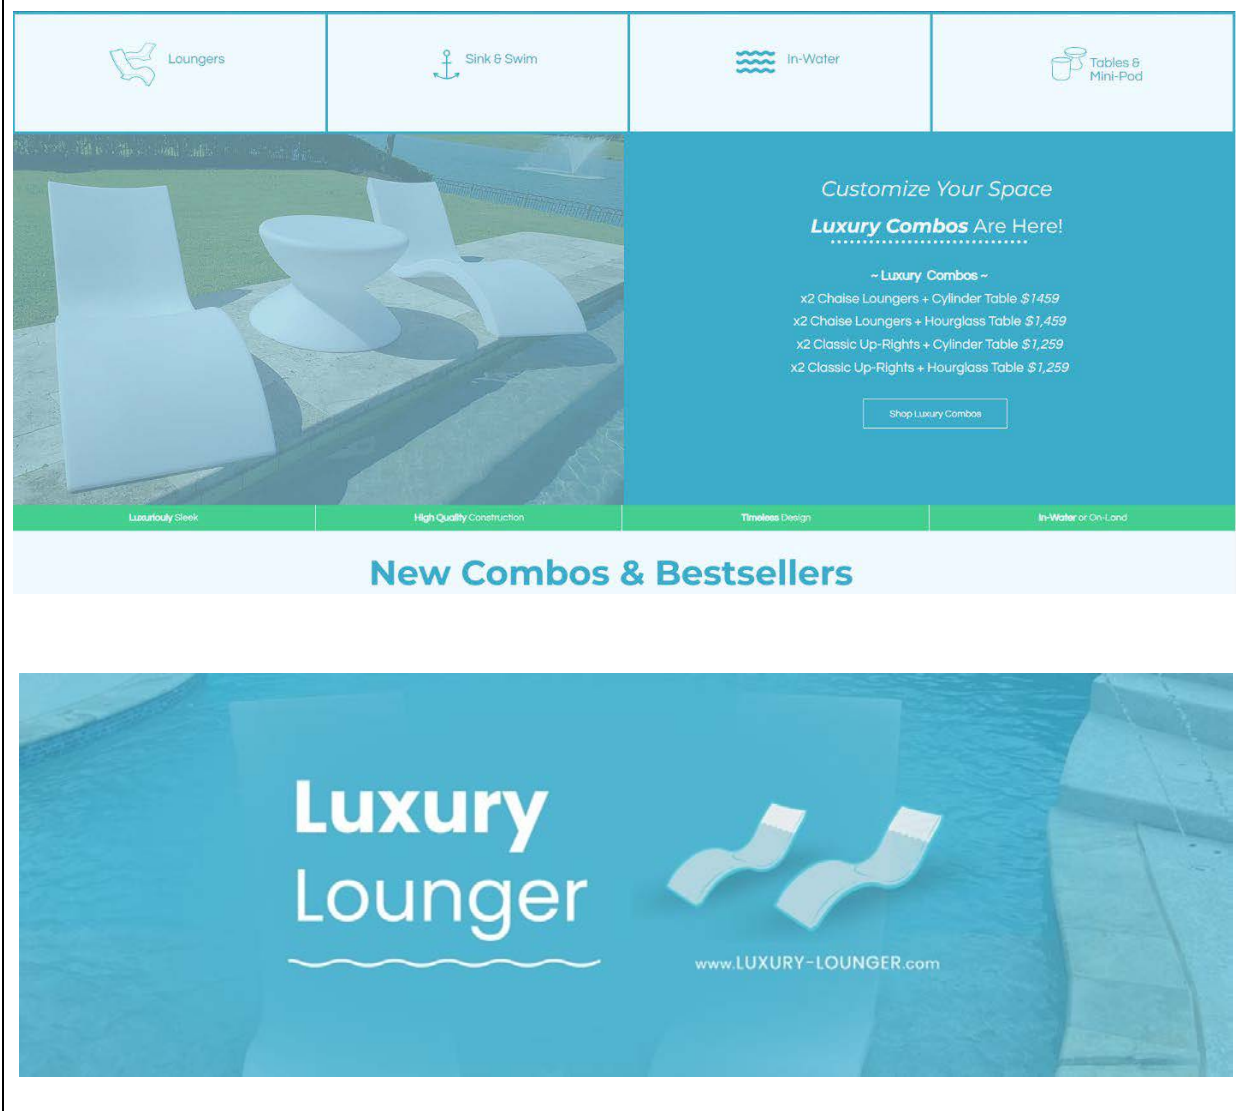 Loungers
Sink & Swim
In-Water
Tables &
Mini-Pod
Customize Your Space
Luxury Combos Are Here!
~ Luxury Combos ~
x2 Chaise Loungers + Cylinder Table $1459
x2 Chaise Loungers + Hourglass Table $1,459
x2 Classic Up-Rights + Cylinder Table $1,259
x2 Classic Up-Rights + Hourglass Table $1,259
Shop Luxury Combos
Luxuriouly Sleek
High Quality Construction
Timeless Design
In-Water or On-Land
New Combos & Bestsellers
Luxury
Lounger
www.LUXURY-LOUNGER.com